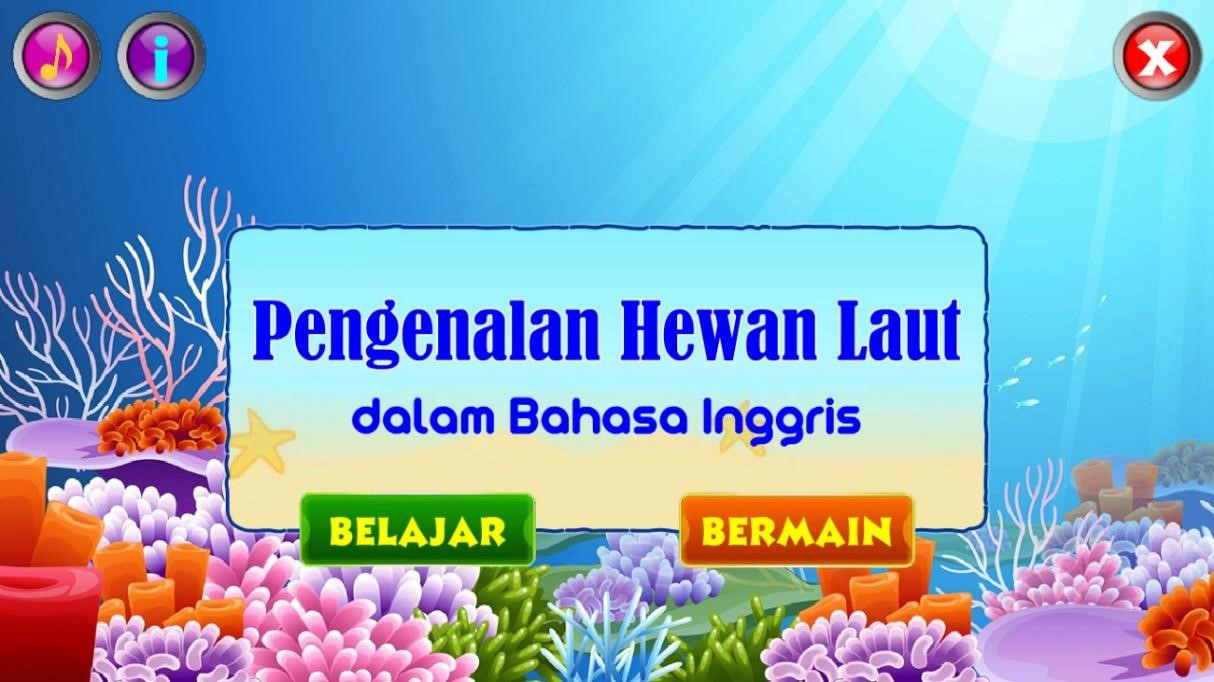 i
X
Pengenalan Hewan Laut
dalam Bahasa Inggris
BELAJAR
BERMAIN